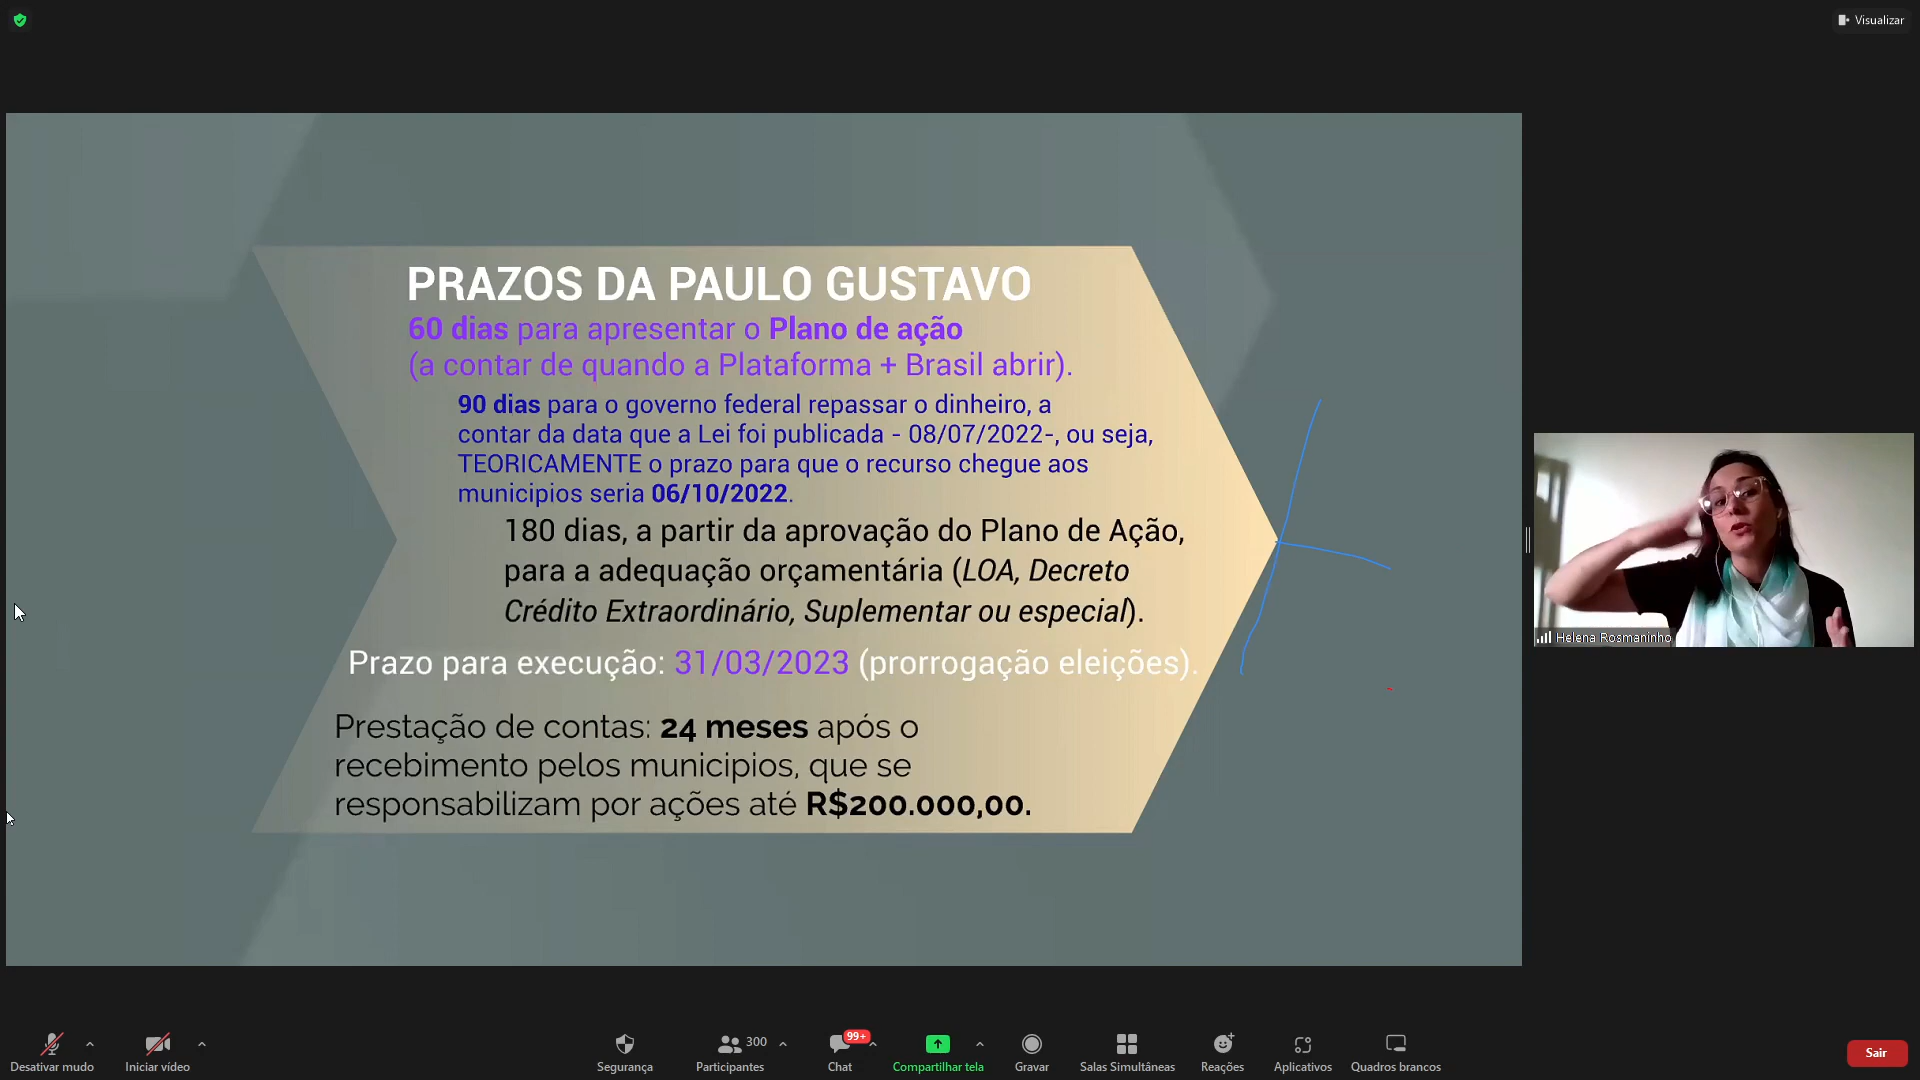 Visualizar
PRAZOS DA PAULO GUSTAVO
60 dias para apresentar o Plano de ação
(a contar de quando a Plataforma + Brasil abrir).
90 dias para o governo federal repassar o dinheiro, a
contar da data que a Lei foi publicada - 08/07/2022-, ou seja,
TEORICAMENTE o prazo para que o recurso chegue aos
municipios seria 06/10/2022.
180 dias, a partir da aprovação do Plano de Ação,
para a adequação orçamentária (LOA, Decreto
Crédito Extraordinário, Suplementar ou especial).
Prazo para execução: 31/03/2023 (prorrogação eleições).
Prestação de contas: 24 meses após o
recebimento pelos municipios, que se
responsabilizam por ações até R$200.000,00.
Helena Rosmaninho
Desativar mudo
Iniciar vídeo
Segurança
300
Participantes
99+
Chat
Compartilhar tela
Gravar
Salas Simultâneas
Reações
Aplicativos
Quadros brancos
Sair